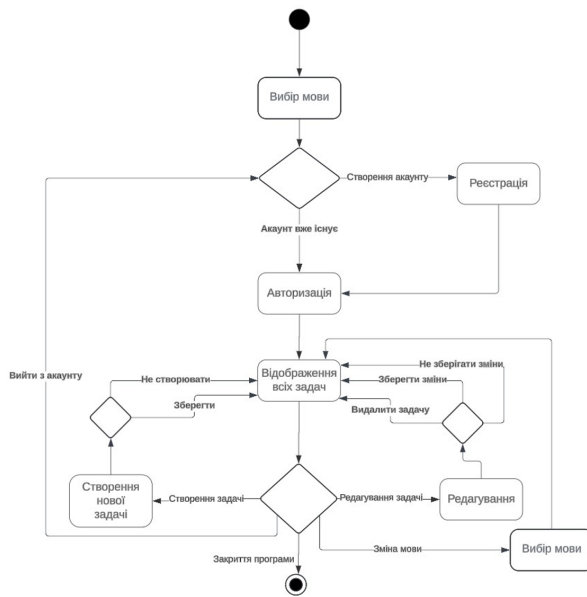 Вибір мови
Створення акаунту
Реєстрація
Акаунт вже існує
Авторизація
Вийти з акаунту
Не створювати
Зберегти
Відображення
всіх задач
Не зберігати зміни
Зберегти зміни
Видалити задачу
Створення
нової
задачі
Створення задачі
Редагування задачі
Редагування
Закриття програми
Зміна мови
Вибір мови